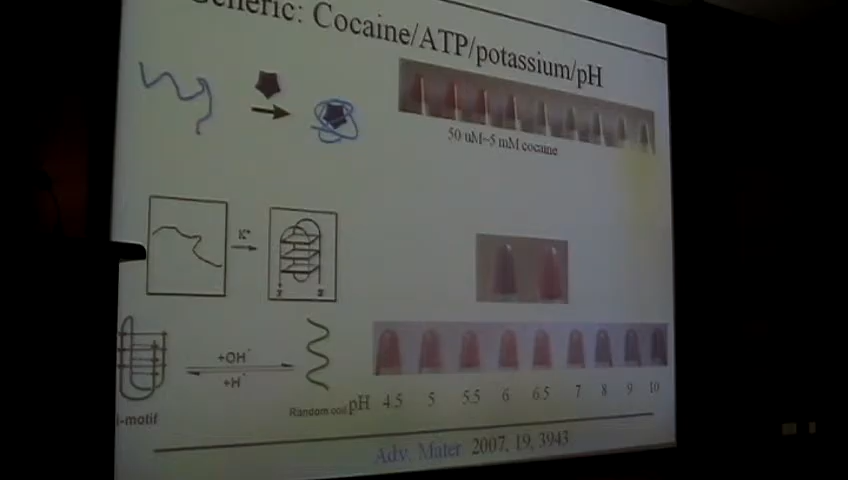 Generic: Cocaine/ATP/potassium/pH
50 uM~5 mM cocaine
K+
+OH-
+H+
i-motif
Random coil
pH 4.5 5 5.5 6 6.5 7 8 9 10
Adv. Mater 2007, 19, 3943